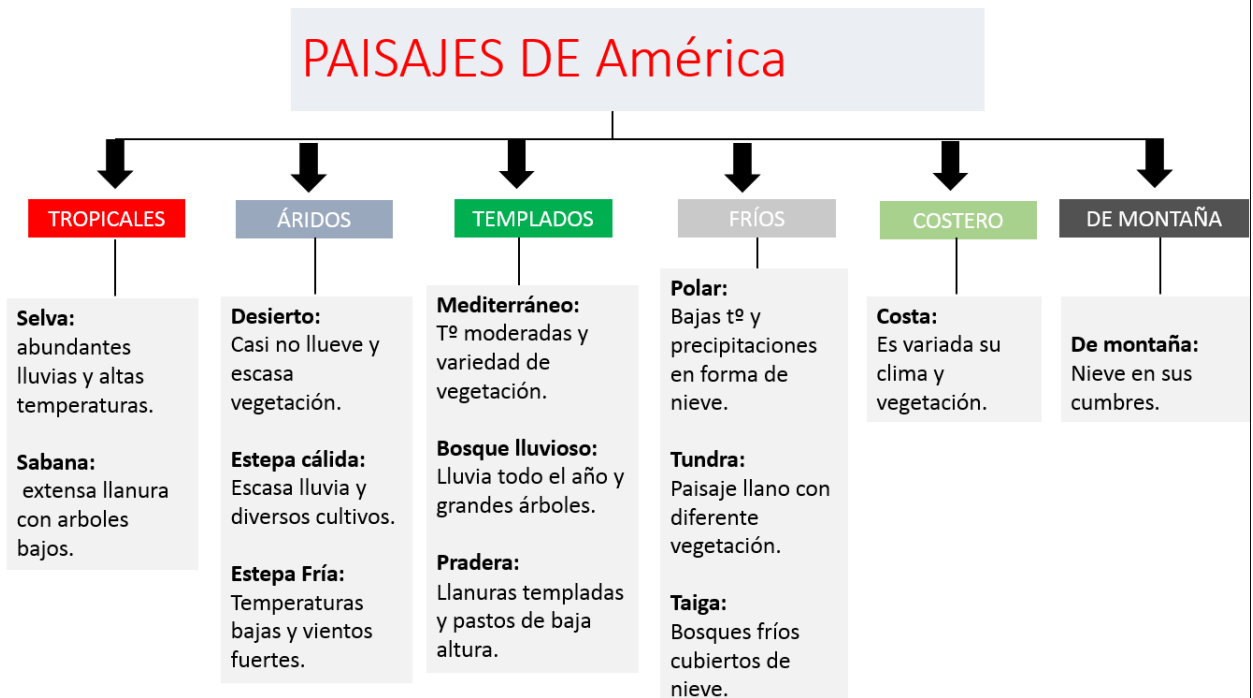 PAISAJES DE América
TROPICALES
Selva:
abundantes
lluvias y altas
temperaturas.
Sabana:
extensa llanura
con arboles
bajos.
ÁRIDOS
Desierto:
Casi no llueve y
escasa
vegetación.
Estepa cálida:
Escasa lluvia y
diversos cultivos.
Estepa Fría:
Temperaturas
bajas y vientos
fuertes.
TEMPLADOS
Mediterráneo:
Tº moderadas y
variedad de
vegetación.
Bosque lluvioso:
Lluvia todo el año y
grandes árboles.
Pradera:
Llanuras templadas
y pastos de baja
altura.
FRÍOS
Polar:
Bajas tº y
precipitaciones
en forma de
nieve.
Tundra:
Paisaje llano con
diferente
vegetación.
Taiga:
Bosques fríos
cubiertos de
nieve.
COSTERO
Costa:
Es variada su
clima y
vegetación.
DE MONTAÑA
De montaña:
Nieve en sus
cumbres.